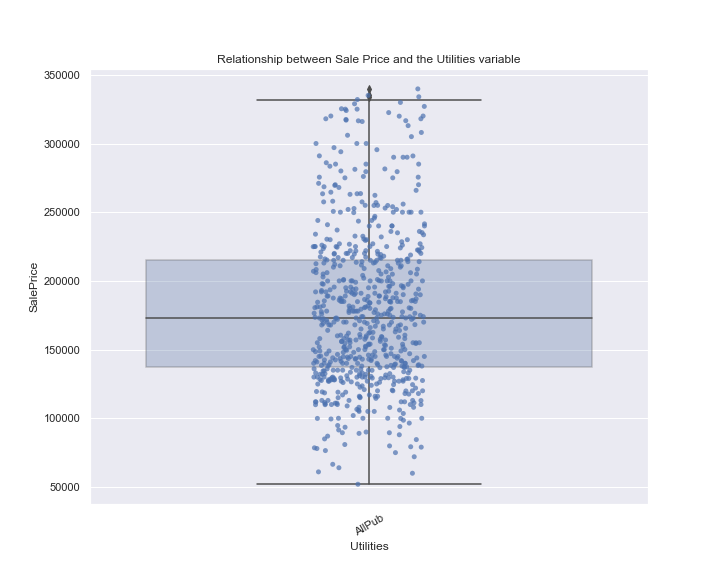 Relationship between Sale Price and the Utilities variable
350000
300000
250000
200000
150000
100000
50000
SalePrice
AllPub
Utilities